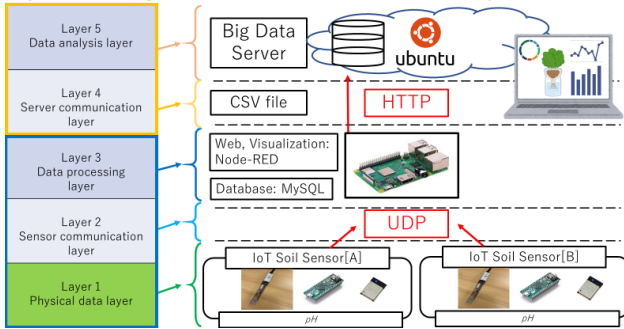 Layer 5
Data analysis layer
Layer 4
Server communication
layer
Layer 3
Data processing
layer
Layer 2
Sensor communication
layer
Layer 1
Physical data layer
Big Data
Server
ubuntu
CSV file
HTTP
Web, Visualization:
Node-RED
Database: MySQL
UDP
IoT Soil Sensor[A]
IoT Soil Sensor[B]
pH
pH